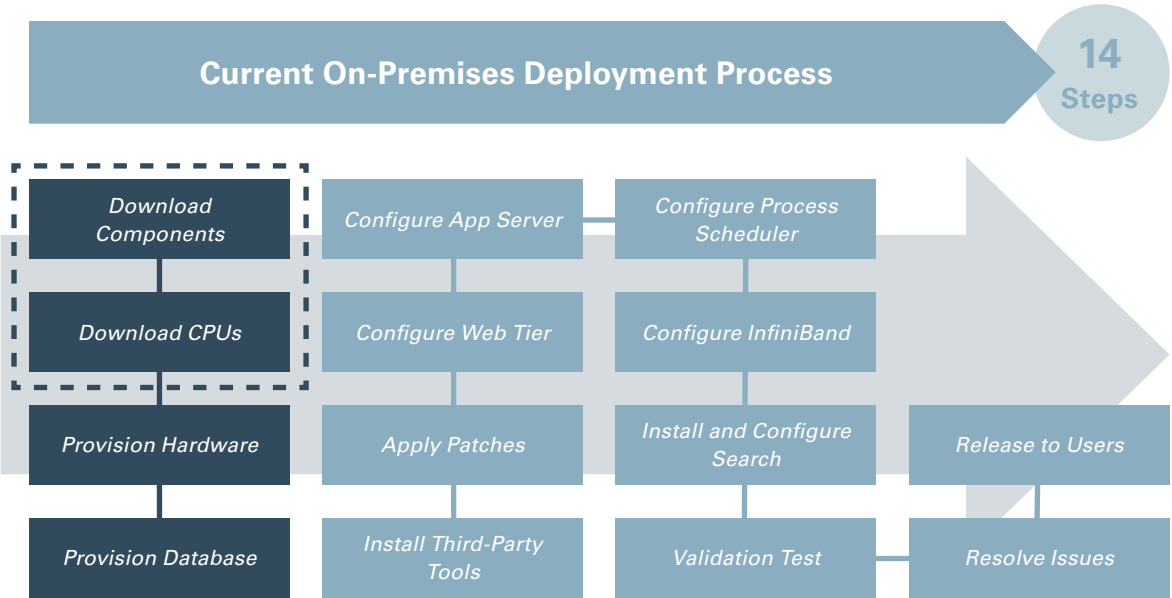 Current On-Premises Deployment Process
14
Steps
Download
Components
Download CPUs
Provision Hardware
Provision Database
Configure App Server
Configure Web Tier
Apply Patches
Install Third-Party
Tools
Configure Process
Scheduler
Configure InfiniBand
Install and Configure
Search
Validation Test
Release to Users
Resolve Issues